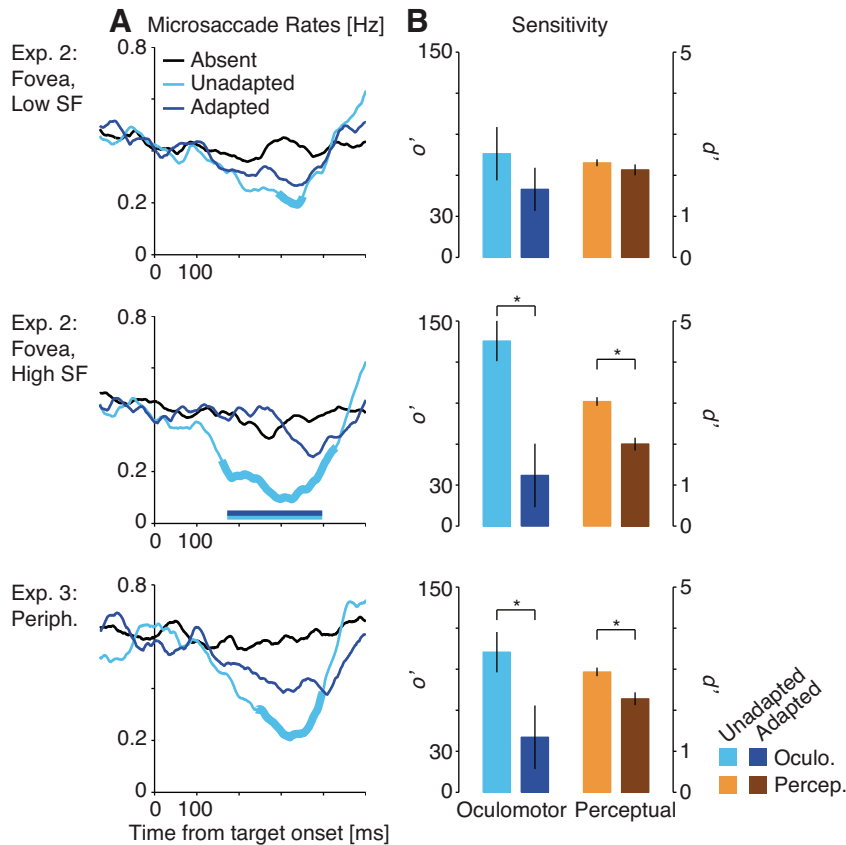 A Microsaccade Rates [Hz]
B Sensitivity
Exp. 2:
Fovea,
Low SF
0.8
0.2
0
0 100
Absent
Unadapted
Adapted
150
30
0
o'
5
1
0
d'
Exp. 2:
Fovea,
High SF
0.8
0.2
0
0 100
150
30
0
o'
*
*
5
1
0
d'
Exp. 3:
Periph.
0.8
0.2
0
0 100
Time from target onset [ms]
150
30
0
o'
*
*
5
1
0
d'
Oculomotor Perceptual
Unadapted
Adapted
Oculo.
Percep.